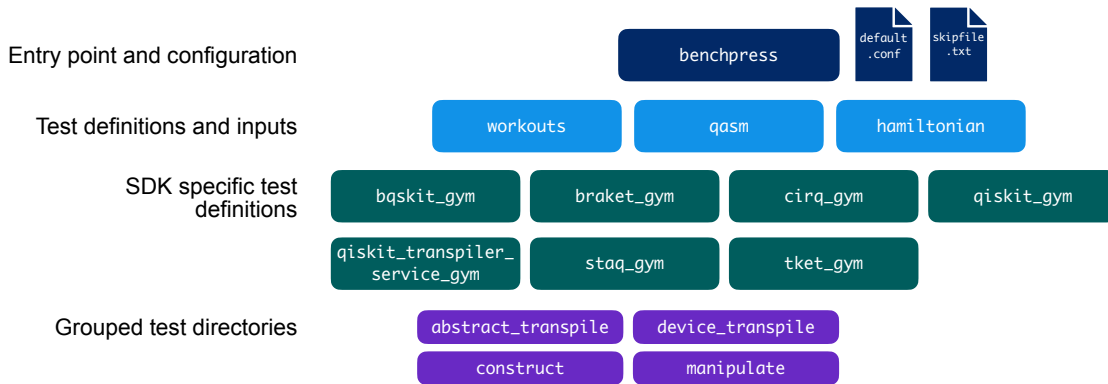 Entry point and configuration
benchpress
default
.conf
skipfile
.txt
Test definitions and inputs
workouts
qasm
hamiltonian
SDK specific test
definitions
bqskit_gym
braket_gym
cirq_gym
qiskit_gym
qiskit_transpiler_
service_gym
staq_gym
tket_gym
Grouped test directories
abstract_transpile
device_transpile
construct
manipulate